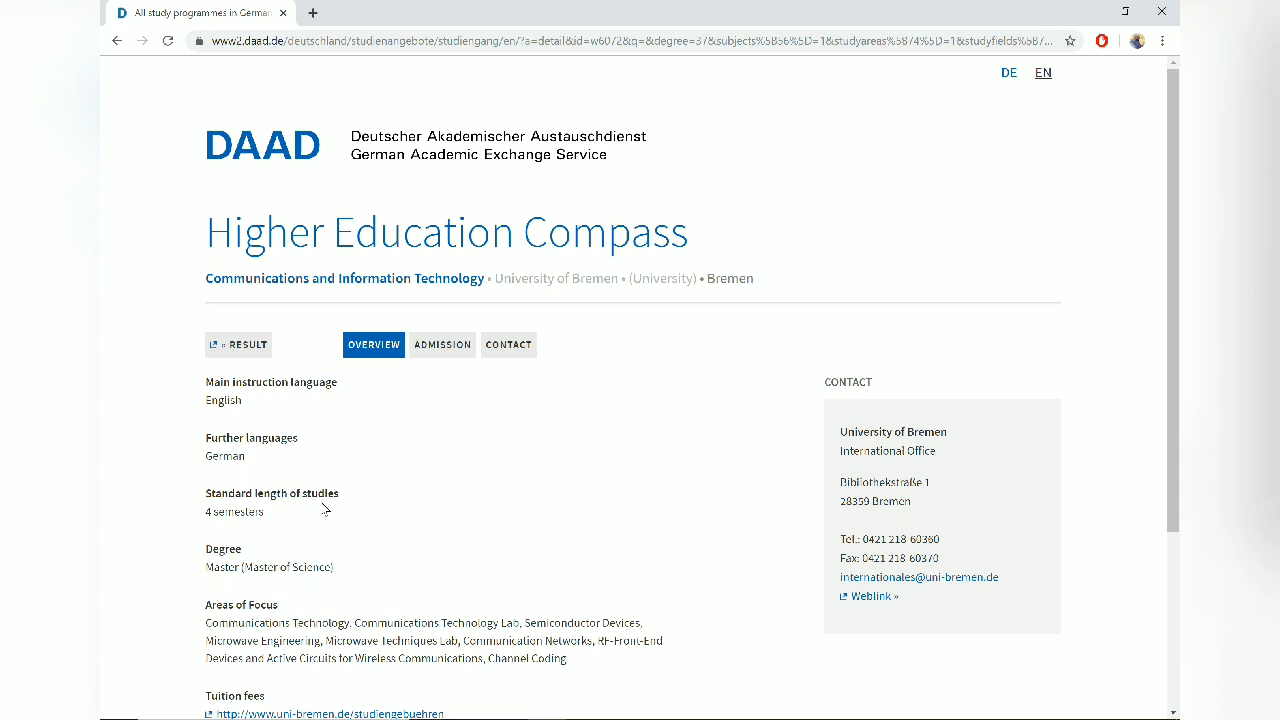 All study programmes in German
www2.daad.de/deutschland/studienangebote/studiengang/en/?a=detail&id=w6072&q=&degree=37&subjects%5B56%5D=1&studyareas%5B74%5D=1&studyfields%5B7...
DE EN
DAAD Deutscher Akademischer Austauschdienst
German Academic Exchange Service
Higher Education Compass
Communications and Information Technology • University of Bremen • (University) • Bremen
« RESULT OVERVIEW ADMISSION CONTACT
Main instruction language
English
Further languages
German
Standard length of studies
4 semesters
Degree
Master (Master of Science)
Areas of Focus
Communications Technology, Communications Technology Lab, Semiconductor Devices,
Microwave Engineering, Microwave Techniques Lab, Communication Networks, RF-Front-End
Devices and Active Circuits for Wireless Communications, Channel Coding
Tuition fees
http://www.uni-bremen.de/studiengebuehren
CONTACT
University of Bremen
International Office
Bibliothekstraße 1
28359 Bremen
Tel.: 0421 218-60360
Fax: 0421 218-60370
internationales@uni-bremen.de
Weblink »